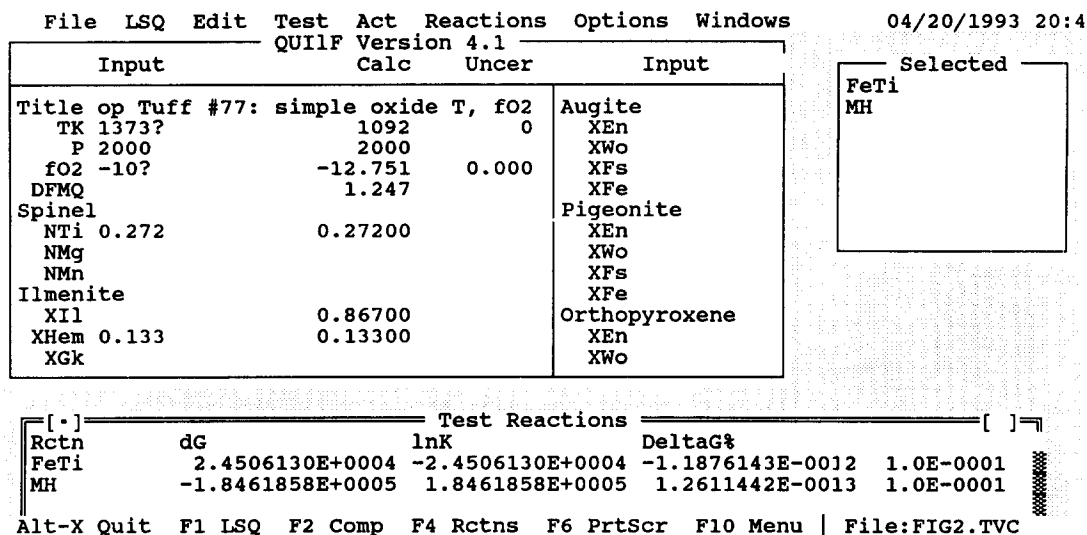 File LSQ Edit Test Act Reactions Options Windows 04/20/1993 20:4
QUIlF Version 4.1
Input Calc Uncer Input
Selected
FeTi
MH
Title op Tuff #77: simple oxide T, fO2 Augite
TK 1373? 1092 0 XEn
P 2000 2000 XWo
fO2 -10? -12.751 0.000 XFs
DFMQ 1.247 XFe
Spinel Pigeonite
NTi 0.272 0.27200 XEn
NMg XWo
NMn XFs
Ilmenite XFe
XIl 0.86700 Orthopyroxene
XHem 0.133 0.13300 XEn
XGk XWo
[·] Test Reactions [ ]
Rctn dG lnK DeltaG%
FeTi 2.4506130E+0004 -2.4506130E+0004 -1.1876143E-0012 1.0E-0001
MH -1.8461858E+0005 1.8461858E+0005 1.2611442E-0013 1.0E-0001
Alt-X Quit F1 LSQ F2 Comp F4 Rctns F6 PrtScr F10 Menu | File:FIG2.TVC